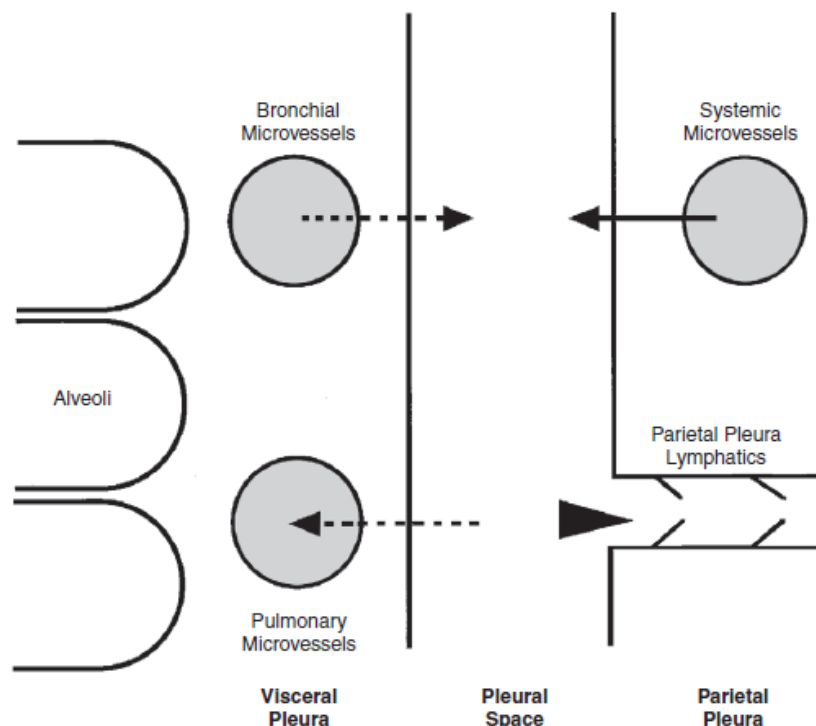 Bronchial
Microvessels
Systemic
Microvessels
Alveoli
Parietal Pleura
Lymphatics
Pulmonary
Microvessels
Visceral
Pleura
Pleural
Space
Parietal
Pleura